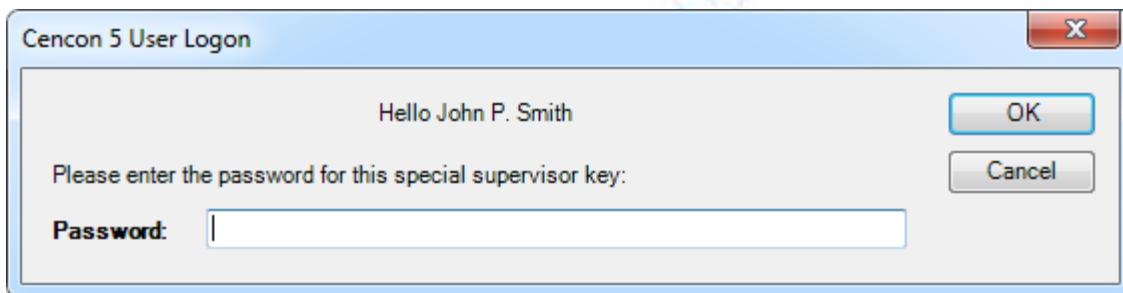 Cencon 5 User Logon
Hello John P. Smith
OK
Please enter the password for this special supervisor key:
Cancel
Password: